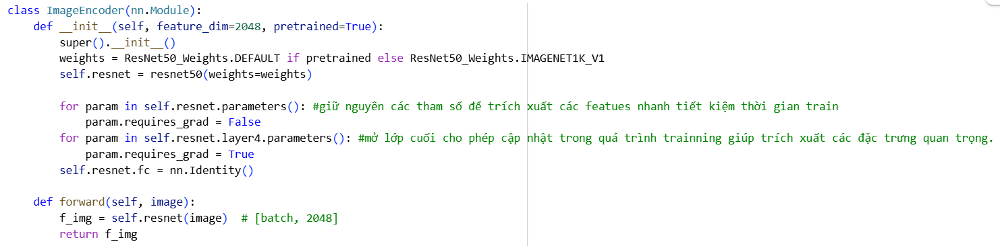 class ImageEncoder(nn.Module):
    def __init__(self, feature_dim=2048, pretrained=True):
        super().__init__()
        weights = ResNet50_Weights.DEFAULT if pretrained else ResNet50_Weights.IMAGENET1K_V1
        self.resnet = resnet50(weights=weights)

        for param in self.resnet.parameters(): #giữ nguyên các tham số để trích xuất các featues nhanh tiết kiệm thời gian train
            param.requires_grad = False
        for param in self.resnet.layer4.parameters(): #mở lớp cuối cho phép cập nhật trong quá trình trainning giúp trích xuất các đặc trưng quan trọng.
            param.requires_grad = True
        self.resnet.fc = nn.Identity()

    def forward(self, image):
        f_img = self.resnet(image)  # [batch, 2048]
        return f_img